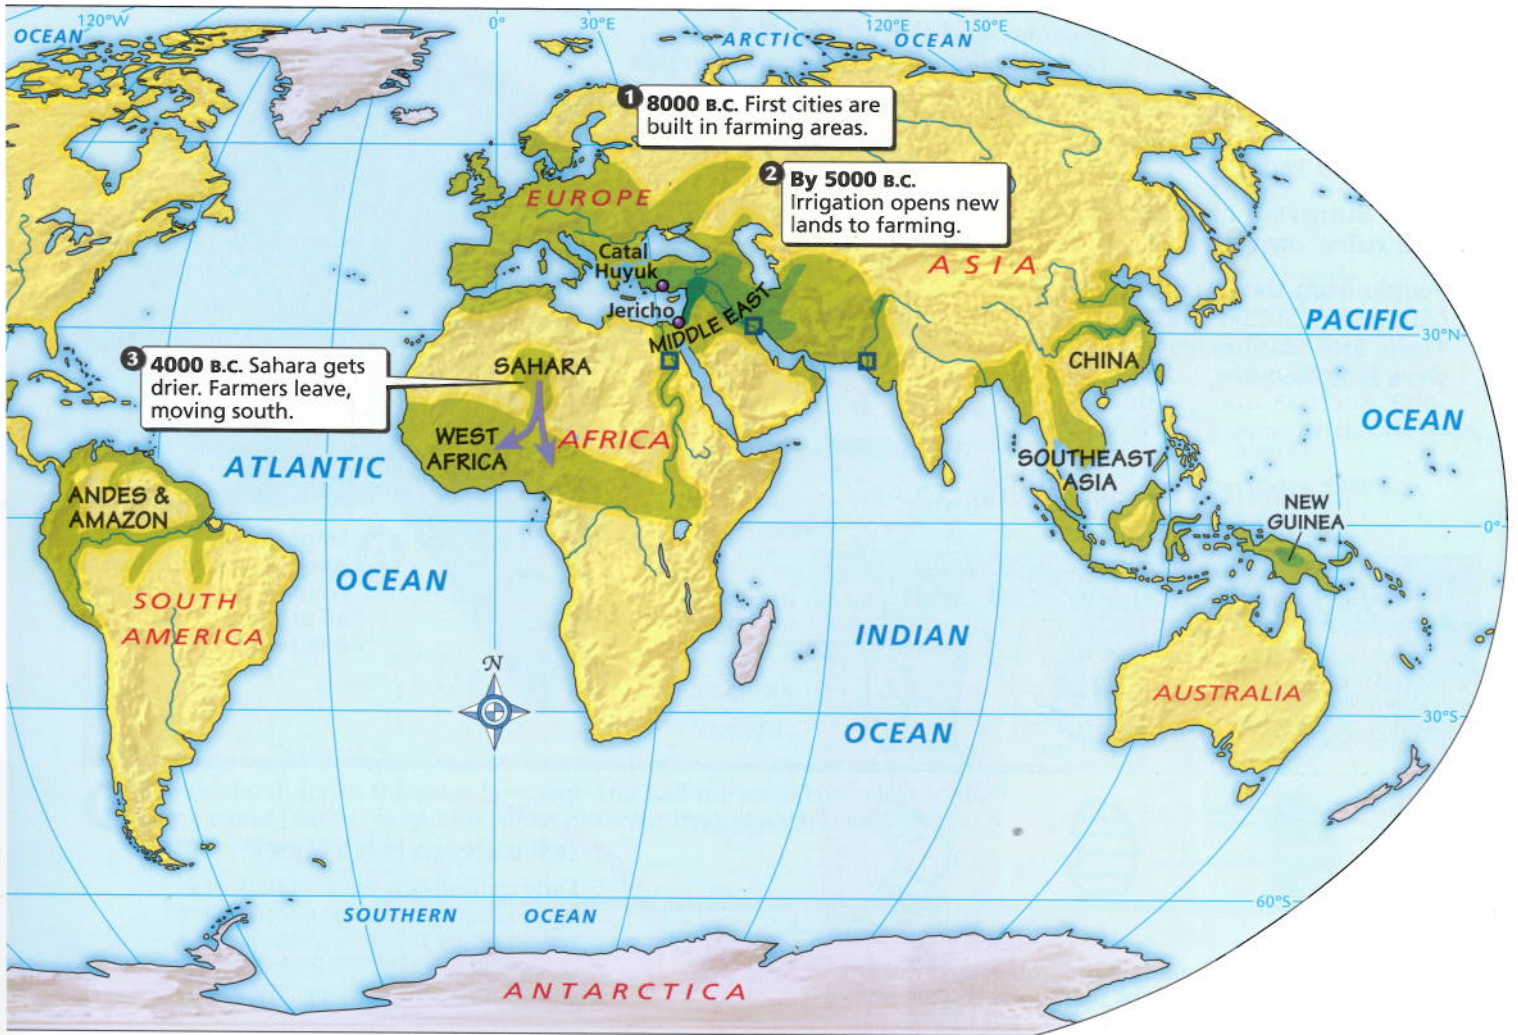 120°W
0°
30°E
120°E
150°E
OCEAN
ARCTIC OCEAN
1 8000 B.C. First cities are
built in farming areas.
2 By 5000 B.C.
Irrigation opens new
lands to farming.
EUROPE
ASIA
Catal
Huyuk
Jericho
MIDDLE EAST
PACIFIC
30°N
3 4000 B.C. Sahara gets
drier. Farmers leave,
moving south.
SAHARA
CHINA
OCEAN
WEST
AFRICA
AFRICA
ATLANTIC
SOUTHEAST
ASIA
ANDES &
AMAZON
NEW
GUINEA
0°
OCEAN
SOUTH
AMERICA
INDIAN
N
AUSTRALIA
30°S
OCEAN
60°S
SOUTHERN OCEAN
ANTARCTICA